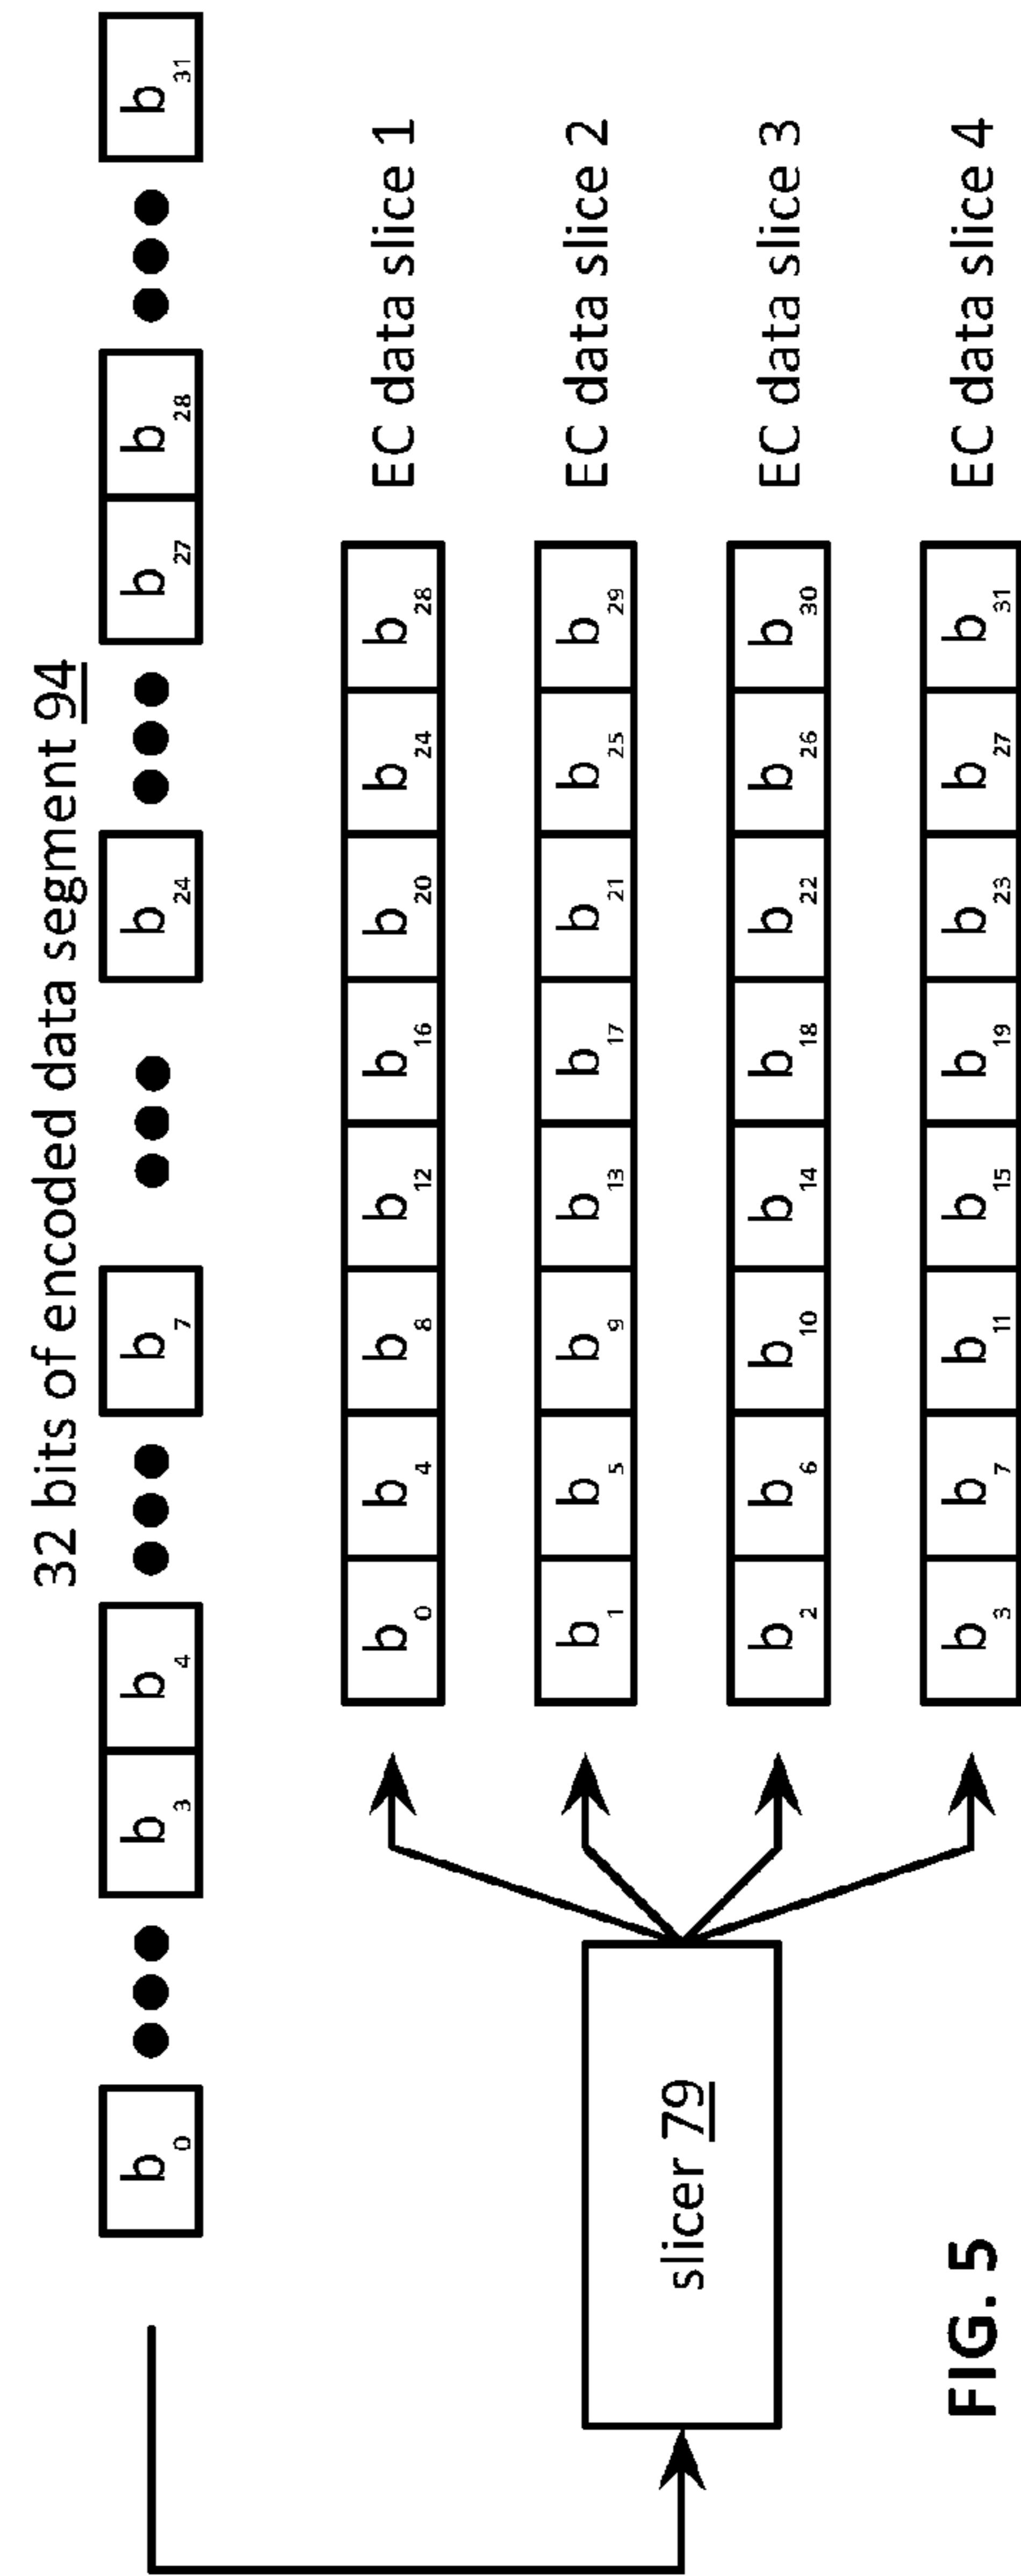 32 bits of encoded data segment 94
b0 ●●● b3 b4 ●●● b7 ●●● b24 ●●● b27 b28 ●●● b31
b0 b4 b8 b12 b16 b20 b24 b28 EC data slice 1
b1 b5 b9 b13 b17 b21 b25 b29 EC data slice 2
slicer 79
b2 b6 b10 b14 b18 b22 b26 b30 EC data slice 3
b3 b7 b11 b15 b19 b23 b27 b31 EC data slice 4
FIG. 5